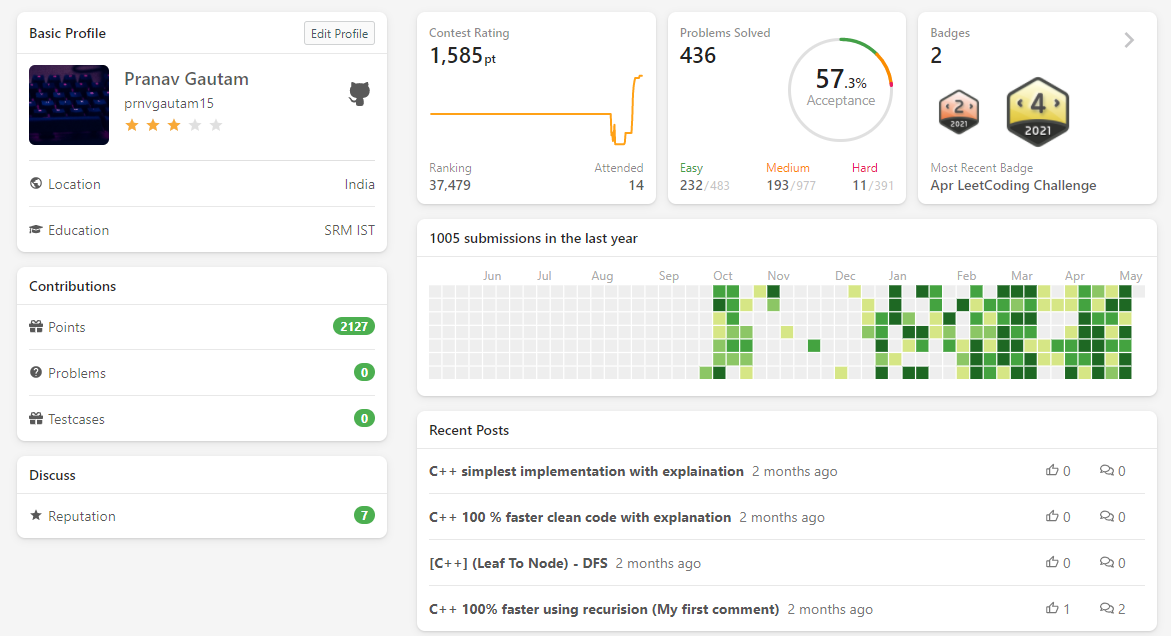 Basic Profile
Edit Profile
Pranav Gautam
prnvgautam15
Location India
Education SRM IST
Contributions
Points 2127
Problems 0
Testcases 0
Discuss
Reputation 7
Contest Rating
1,585pt
Ranking Attended
37,479 14
Problems Solved
436
57.3%
Acceptance
Easy Medium Hard
232/483 193/977 11/391
Badges
2
2
2021
4
2021
Most Recent Badge
Apr LeetCoding Challenge
1005 submissions in the last year
Jun Jul Aug Sep Oct Nov Dec Jan Feb Mar Apr May
Recent Posts
C++ simplest implementation with explaination 2 months ago 0 0
C++ 100 % faster clean code with explanation 2 months ago 0 0
[C++] (Leaf To Node) - DFS 2 months ago 0 0
C++ 100% faster using recurision (My first comment) 2 months ago 1 2